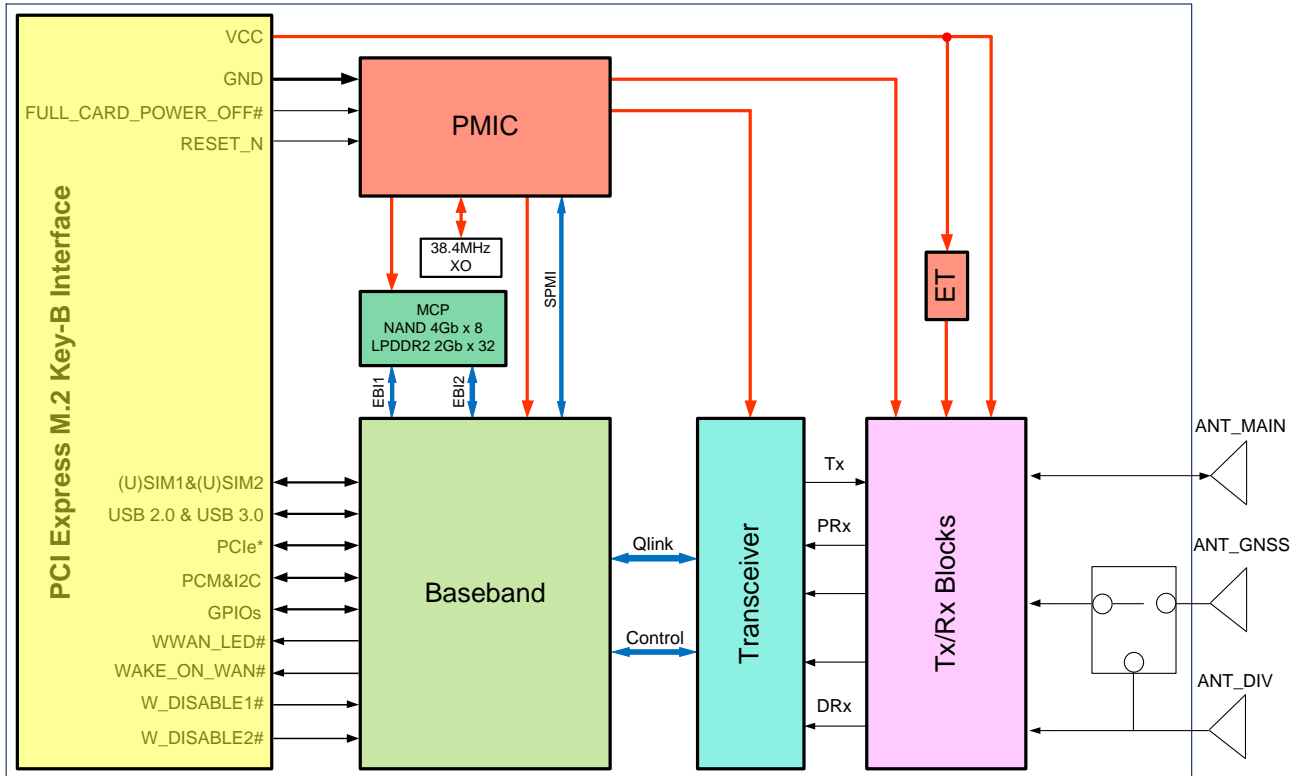 PCI Express M.2 Key-B Interface
VCC
GND
FULL_CARD_POWER_OFF#
RESET_N
(U)SIM1&(U)SIM2
USB 2.0 & USB 3.0
PCIe*
PCM&I2C
GPIOs
WWAN_LED#
WAKE_ON_WAN#
W_DISABLE1#
W_DISABLE2#
PMIC
38.4MHz
XO
SPMI
MCP
NAND 4Gb x 8
LPDDR2 2Gb x 32
EBI1
EBI2
Baseband
Qlink
Control
Transceiver
Tx
PRx
DRx
ET
Tx/Rx Blocks
ANT_MAIN
ANT_GNSS
ANT_DIV